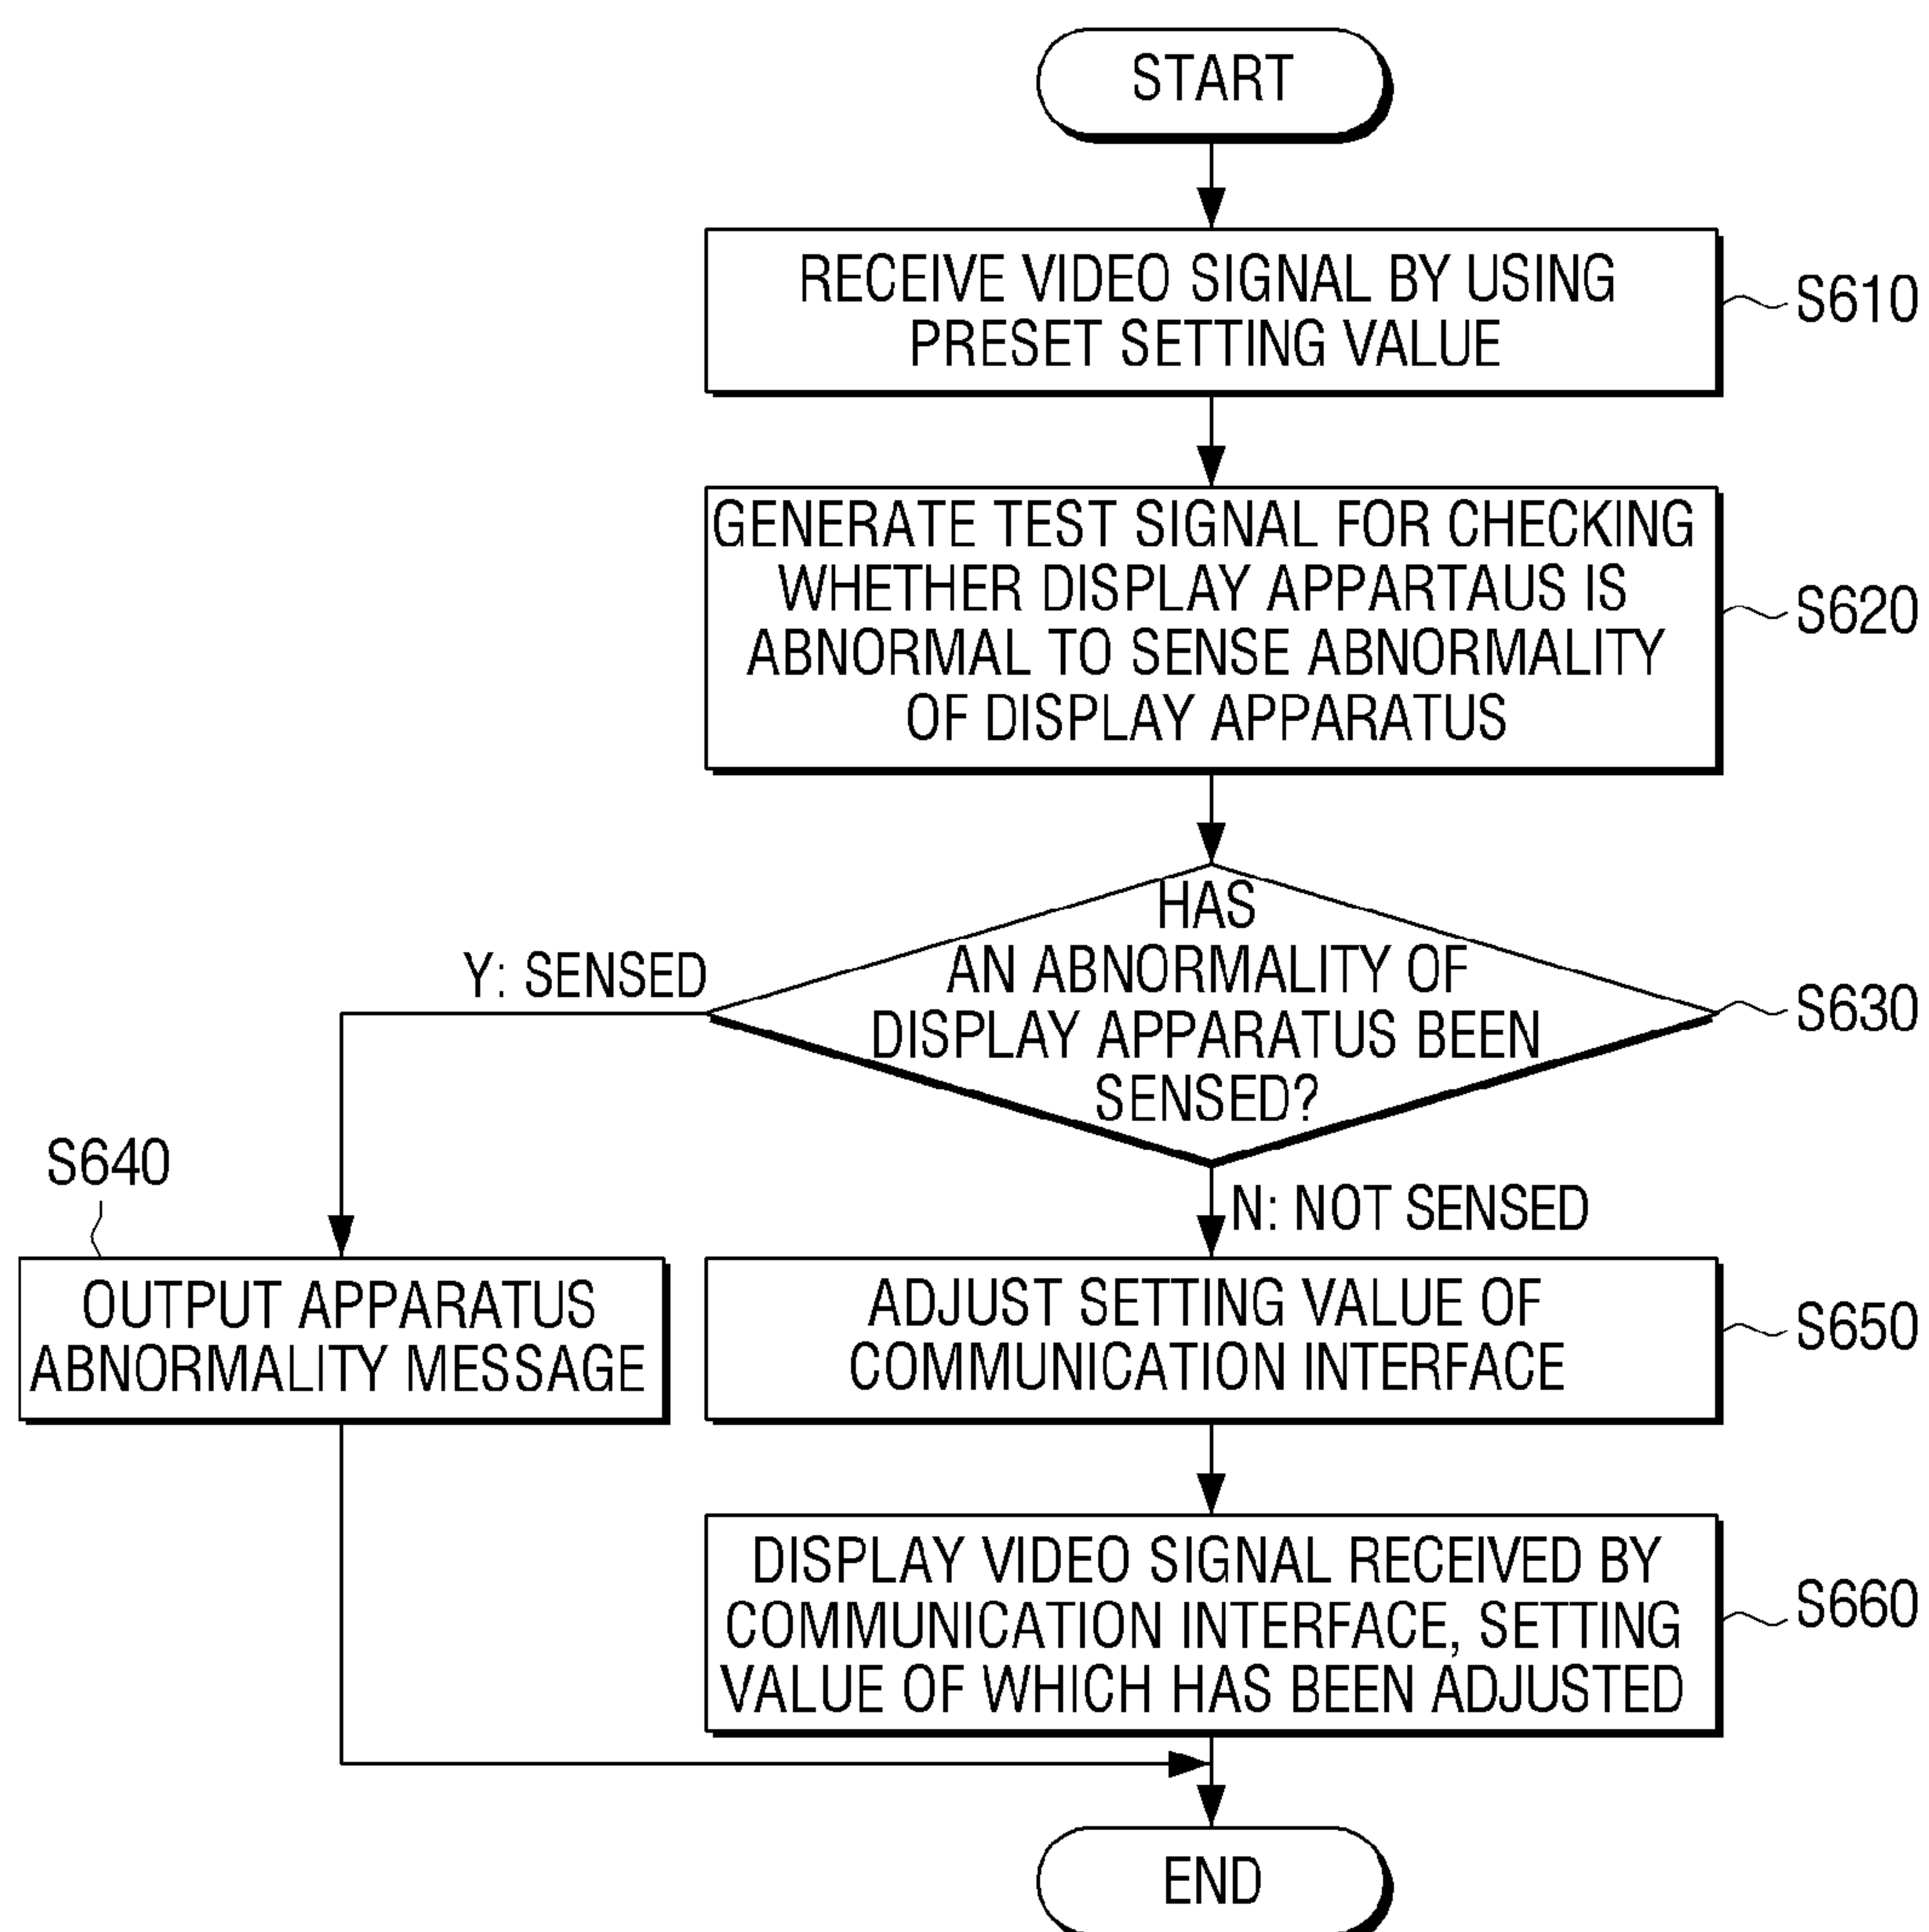 START
RECEIVE VIDEO SIGNAL BY USING
PRESET SETTING VALUE
S610
GENERATE TEST SIGNAL FOR CHECKING
WHETHER DISPLAY APPARTAUS IS
ABNORMAL TO SENSE ABNORMALITY
OF DISPLAY APPARATUS
S620
HAS
AN ABNORMALITY OF
DISPLAY APPARATUS BEEN
SENSED?
S630
Y: SENSED
N: NOT SENSED
S640
OUTPUT APPARATUS
ABNORMALITY MESSAGE
ADJUST SETTING VALUE OF
COMMUNICATION INTERFACE
S650
DISPLAY VIDEO SIGNAL RECEIVED BY
COMMUNICATION INTERFACE, SETTING
VALUE OF WHICH HAS BEEN ADJUSTED
S660
END